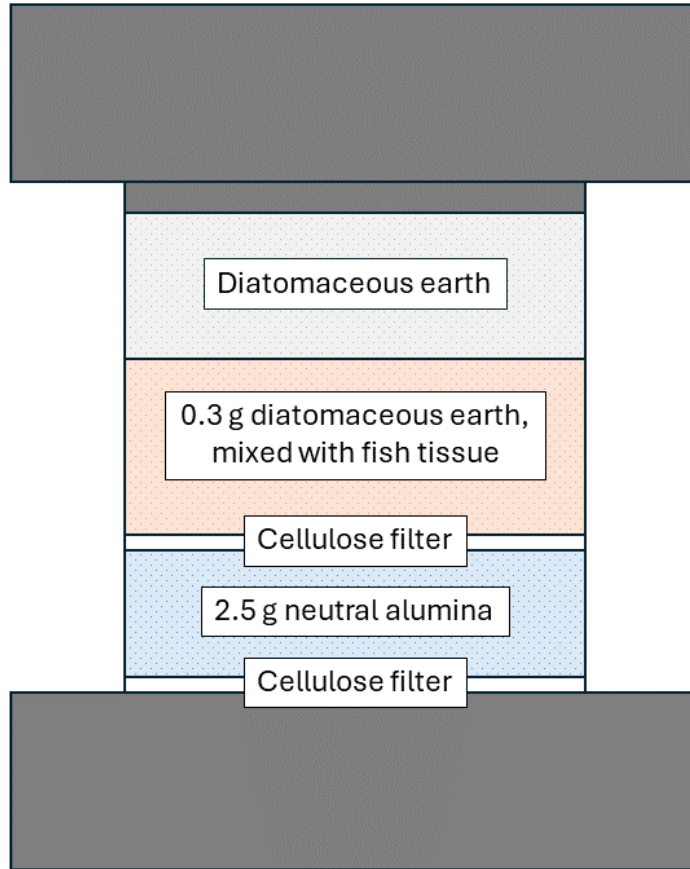 Diatomaceous earth
0.3 g diatomaceous earth,
mixed with fish tissue
Cellulose filter
2.5 g neutral alumina
Cellulose filter